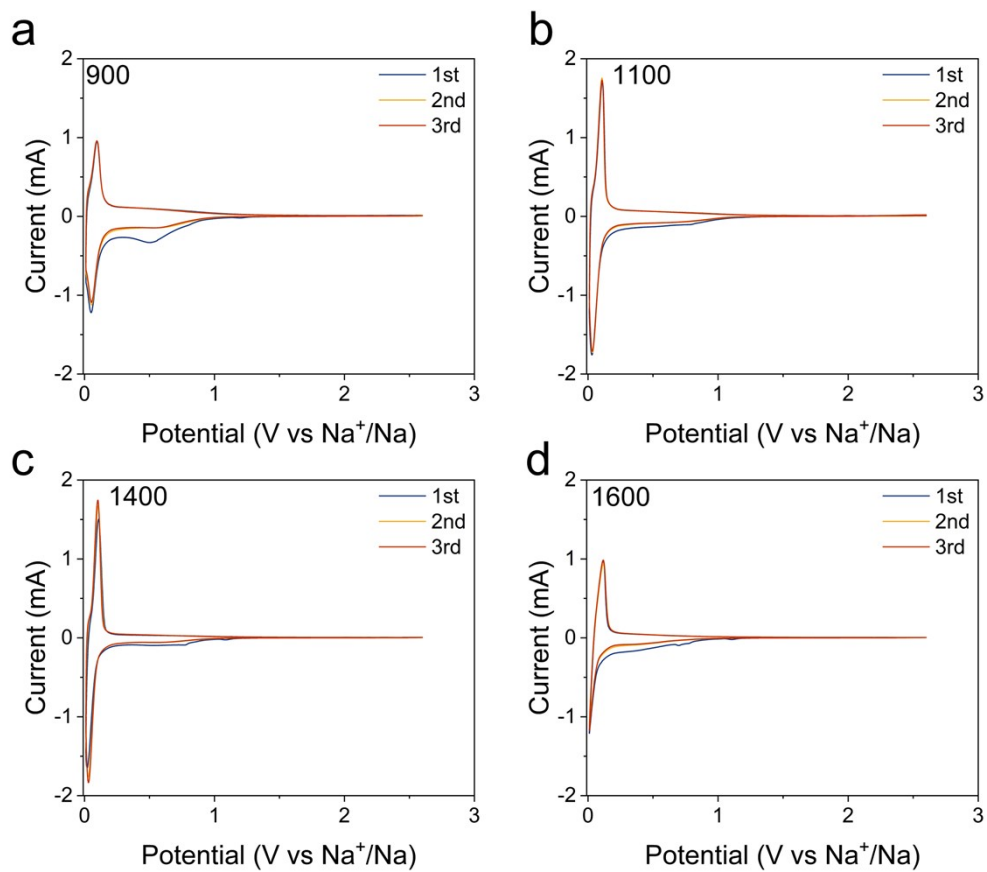 a
900
1st
2nd
3rd
2
1
0
-1
-2
Current (mA)
0
1
2
3
Potential (V vs Na⁺/Na)
b
1100
1st
2nd
3rd
2
1
0
-1
-2
Current (mA)
0
1
2
3
Potential (V vs Na⁺/Na)
c
1400
1st
2nd
3rd
2
1
0
-1
-2
Current (mA)
0
1
2
3
Potential (V vs Na⁺/Na)
d
1600
1st
2nd
3rd
2
1
0
-1
-2
Current (mA)
0
1
2
3
Potential (V vs Na⁺/Na)